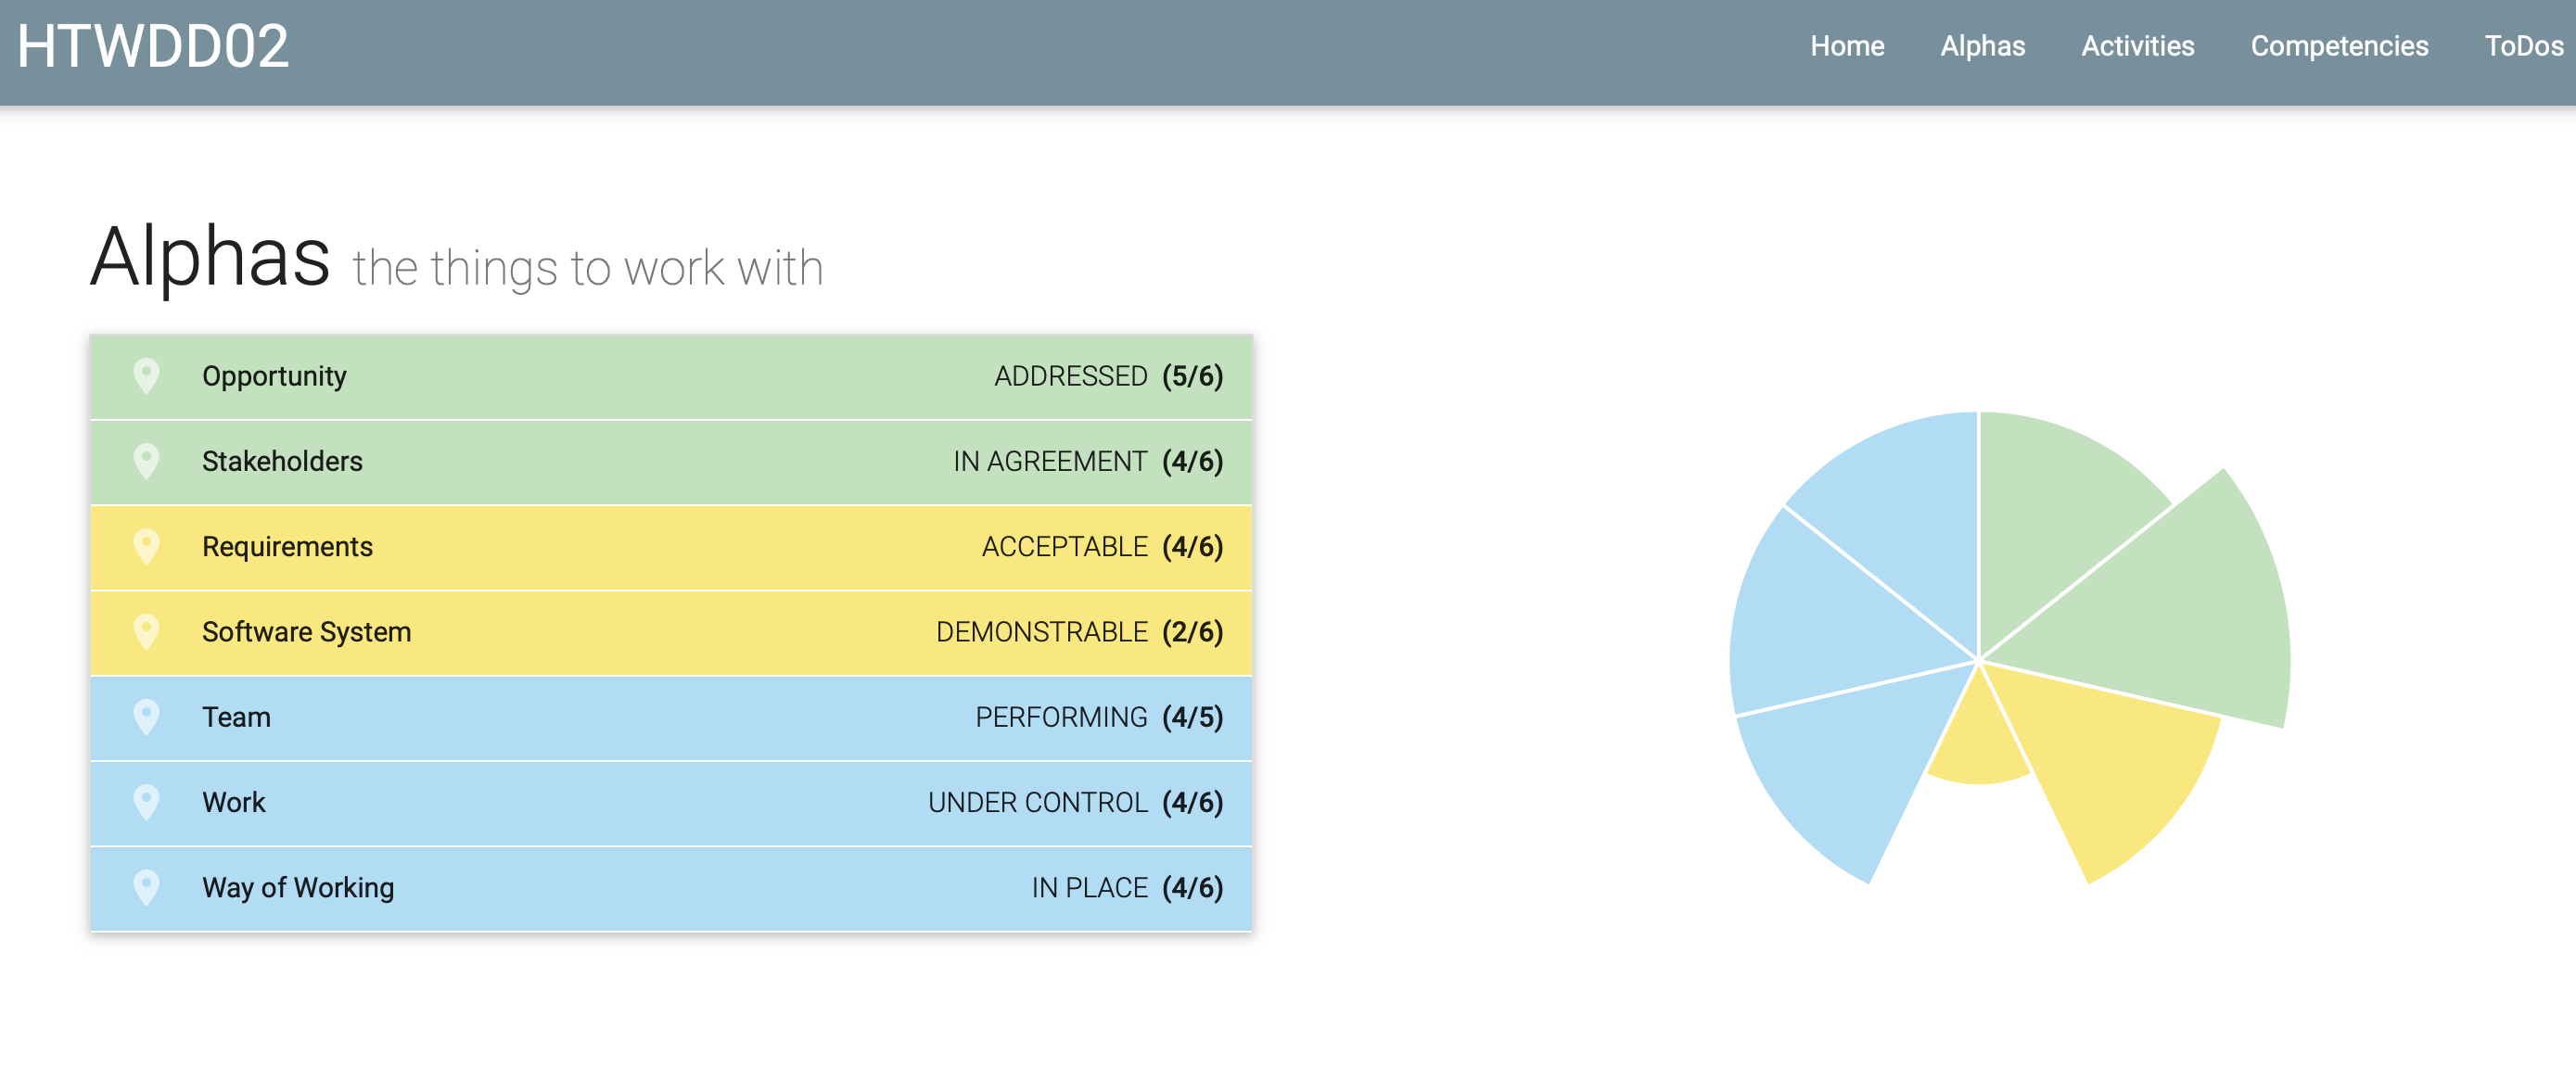 HTWDD02 Home Alphas Activities Competencies ToDos
Alphas the things to work with
Opportunity ADDRESSED (5/6)
Stakeholders IN AGREEMENT (4/6)
Requirements ACCEPTABLE (4/6)
Software System DEMONSTRABLE (2/6)
Team PERFORMING (4/5)
Work UNDER CONTROL (4/6)
Way of Working IN PLACE (4/6)